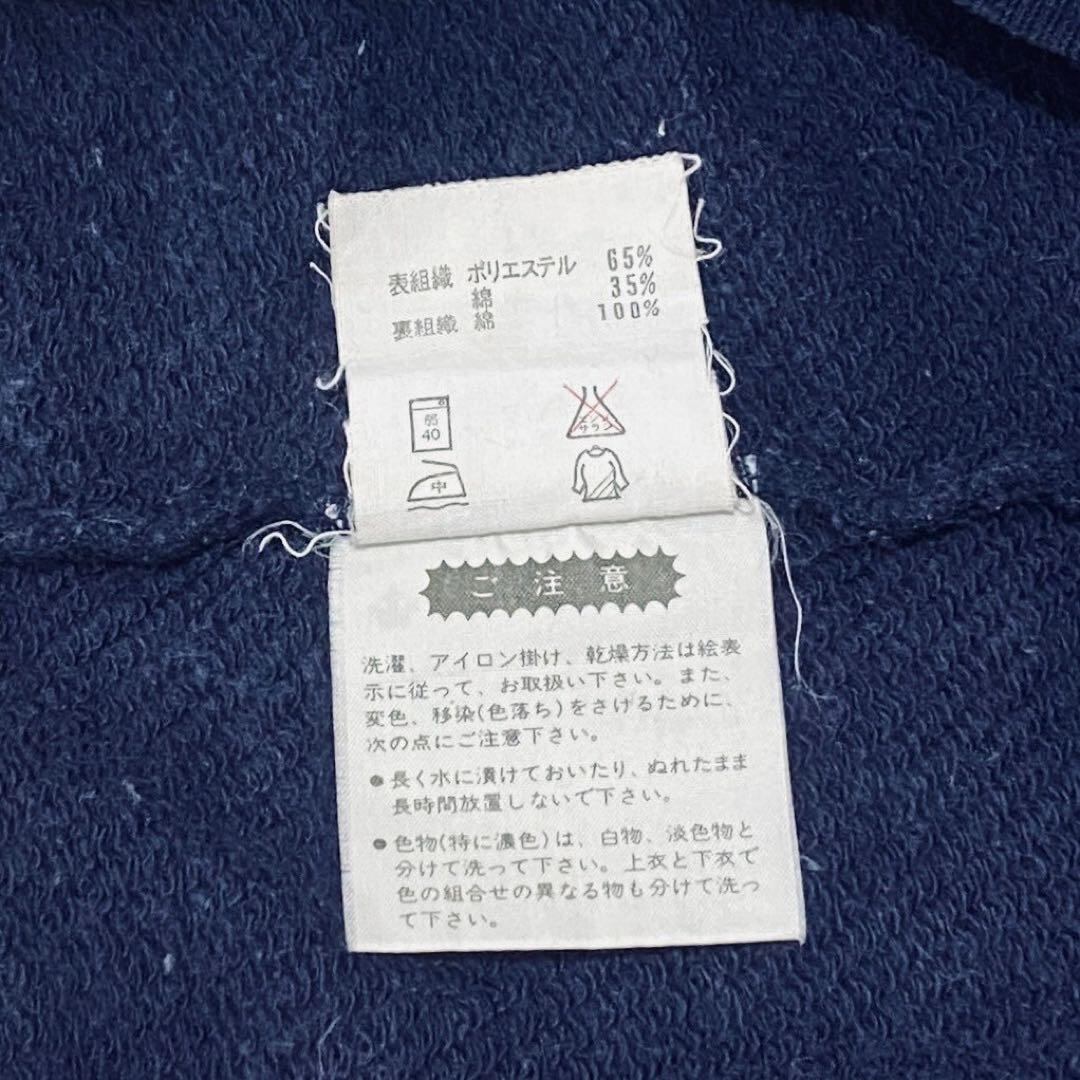 表組織 ポリエステル 65%
綿 35%
裏組織 綿 100%
弱
40
エンソ
サラシ
中
ご注意
洗濯、アイロン掛け、乾燥方法は絵表
示に従って、お取扱い下さい。また、
変色、移染(色落ち)をさけるために、
次の点にご注意下さい。
●長く水に漬けておいたり、ぬれたまま
長時間放置しないで下さい。
●色物(特に濃色)は、白物、淡色物と
分けて洗って下さい。上衣と下衣で
色の組合せの異なる物も分けて洗っ
て下さい。